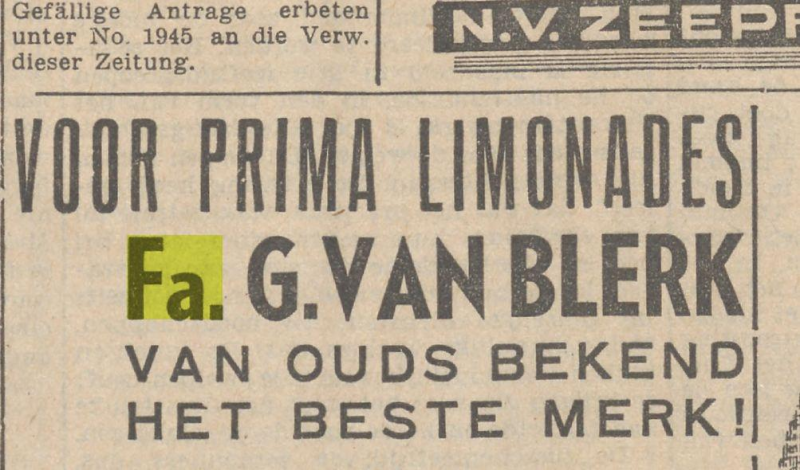 Gefällige Antrage erbeten
unter No. 1945 an die Verw.
dieser Zeitung.
N.V. ZEEP
VOOR PRIMA LIMONADES
Fa. G. VAN BLERK
VAN OUDS BEKEND
HET BESTE MERK!